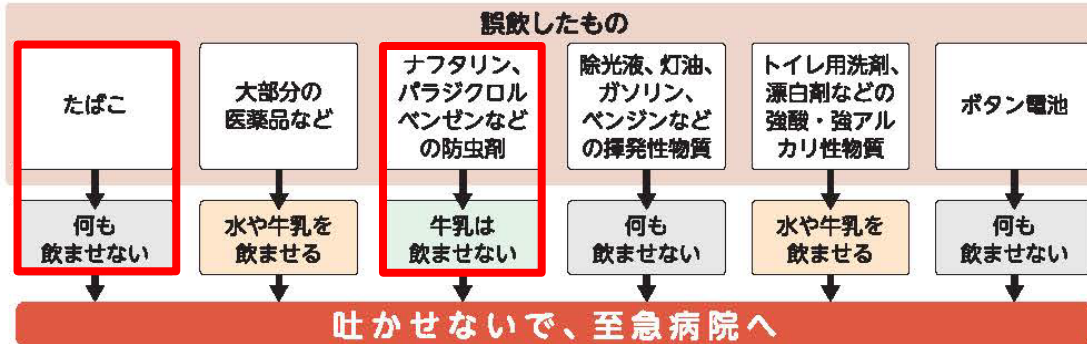 誤飲したもの
たばこ
大部分の
医薬品など
ナフタリン、
パラジクロル
ベンゼンなど
の防虫剤
除光液、灯油、
ガソリン、
ベンジンなど
の揮発性物質
トイレ用洗剤、
漂白剤などの
強酸・強アル
カリ性物質
ボタン電池
何も
飲ませない
水や牛乳を
飲ませる
牛乳は
飲ませない
何も
飲ませない
水や牛乳を
飲ませる
何も
飲ませない
吐かせないで、至急病院へ